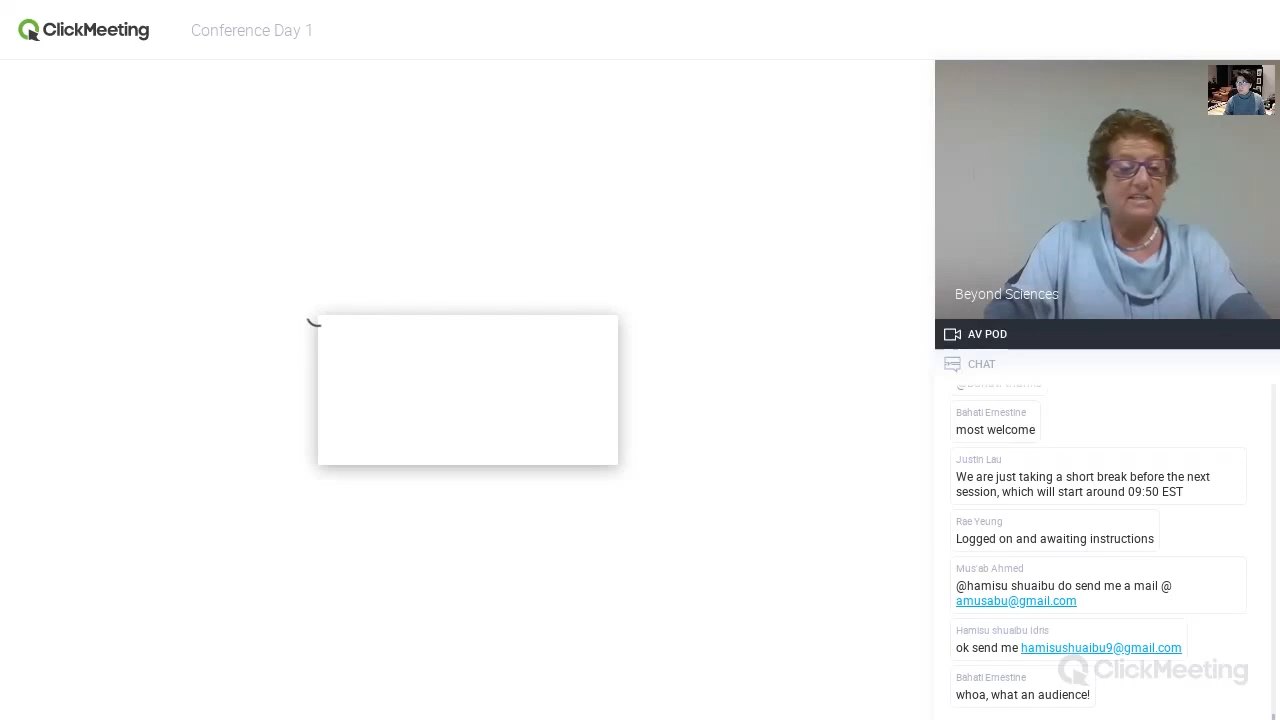 ClickMeeting
Conference Day 1
Beyond Sciences
AV POD
CHAT
Bahati Ernestine
most welcome
Justin Lau
We are just taking a short break before the next
session, which will start around 09:50 EST
Rae Yeung
Logged on and awaiting instructions
Mus'ab Ahmed
@hamisu shuaibu do send me a mail @
amusabu@gmail.com
Hamisu shuaibu Idris
ok send me hamisushuaibu9@gmail.com
ClickMeeting
Bahati Ernestine
whoa, what an audience!